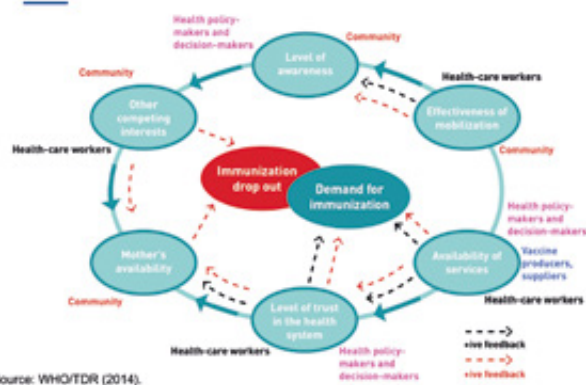 Health policy-
makers and
decision-makers
Level of
awareness
Community
Community
Health-care workers
Other
competing
interests
Effectiveness of
mobilization
Health-care workers
Community
Immunization
drop out
Demand for
immunization
Health policy-
makers and
decision-makers
Mother's
availability
Availability of
services
Vaccine
producers,
suppliers
Community
Health-care workers
Level of trust
in the health
system
Health-care workers
Health policy-
makers and
decision-makers
+ive feedback
+ive feedback
ource: WHO/TDR (2014).